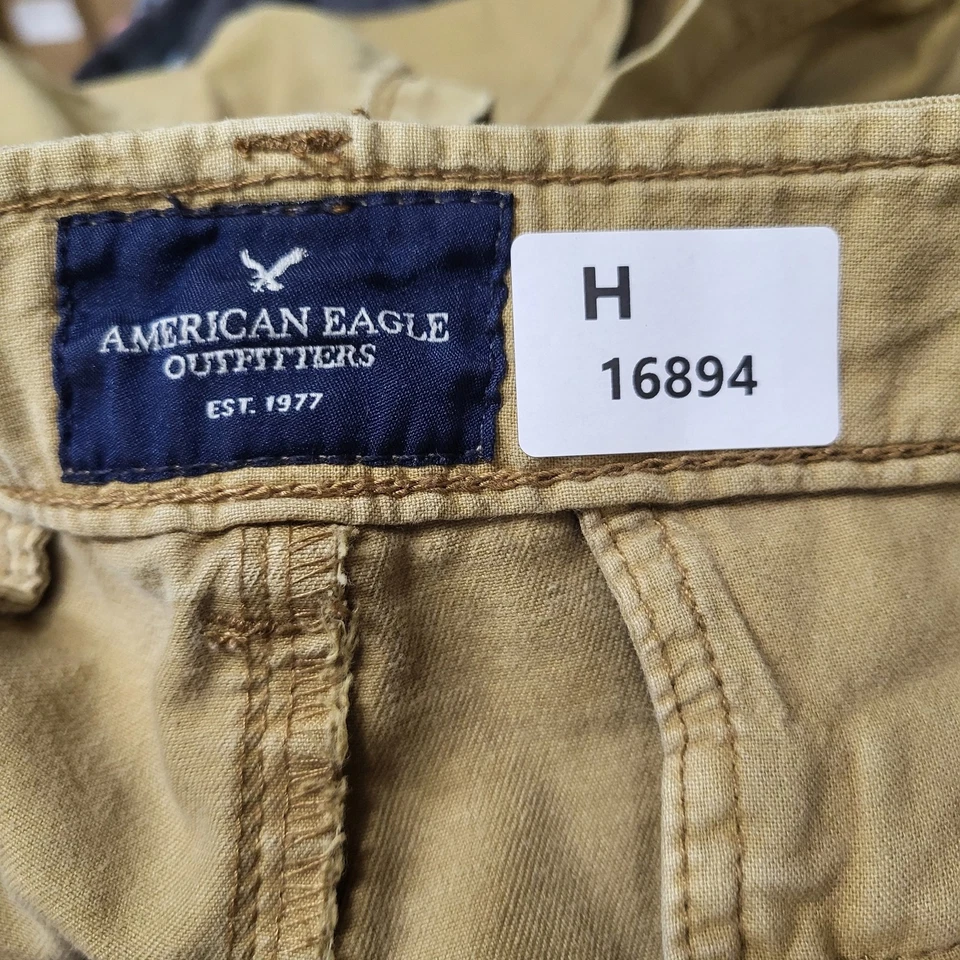 AMERICAN EAGLE
OUTFITTERS
EST. 1977
H
16894